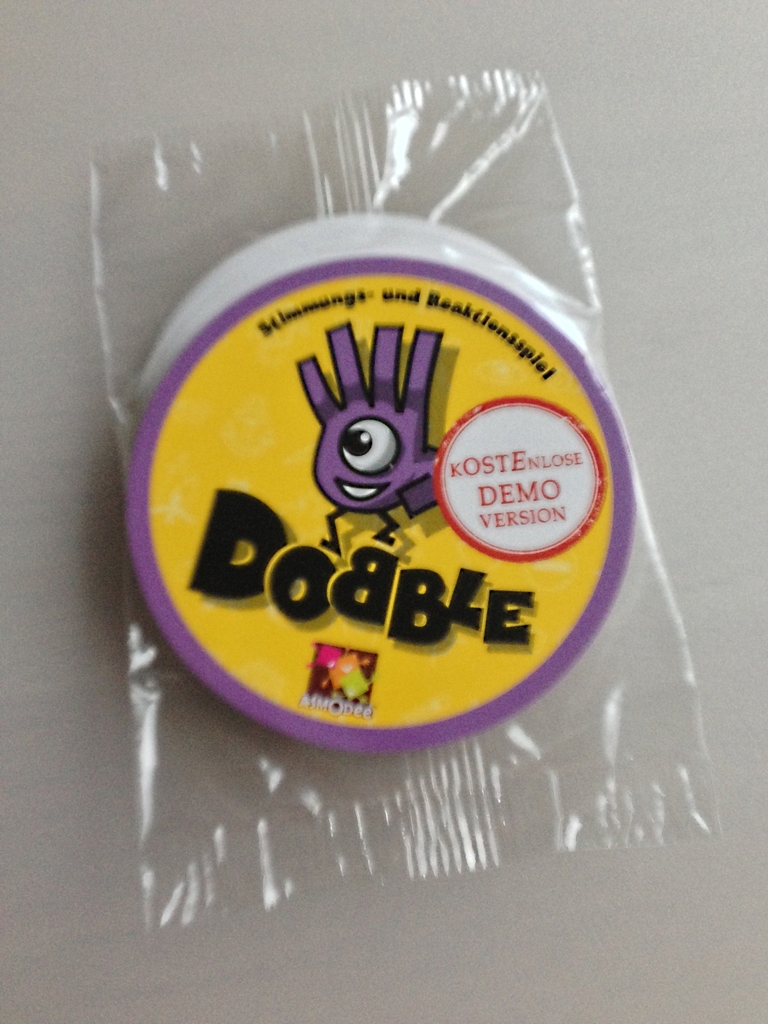 Stimmungs- und Reaktionsspiel
KOSTENLOSE
DEMO
VERSION
DOBBLE
ASMODEE